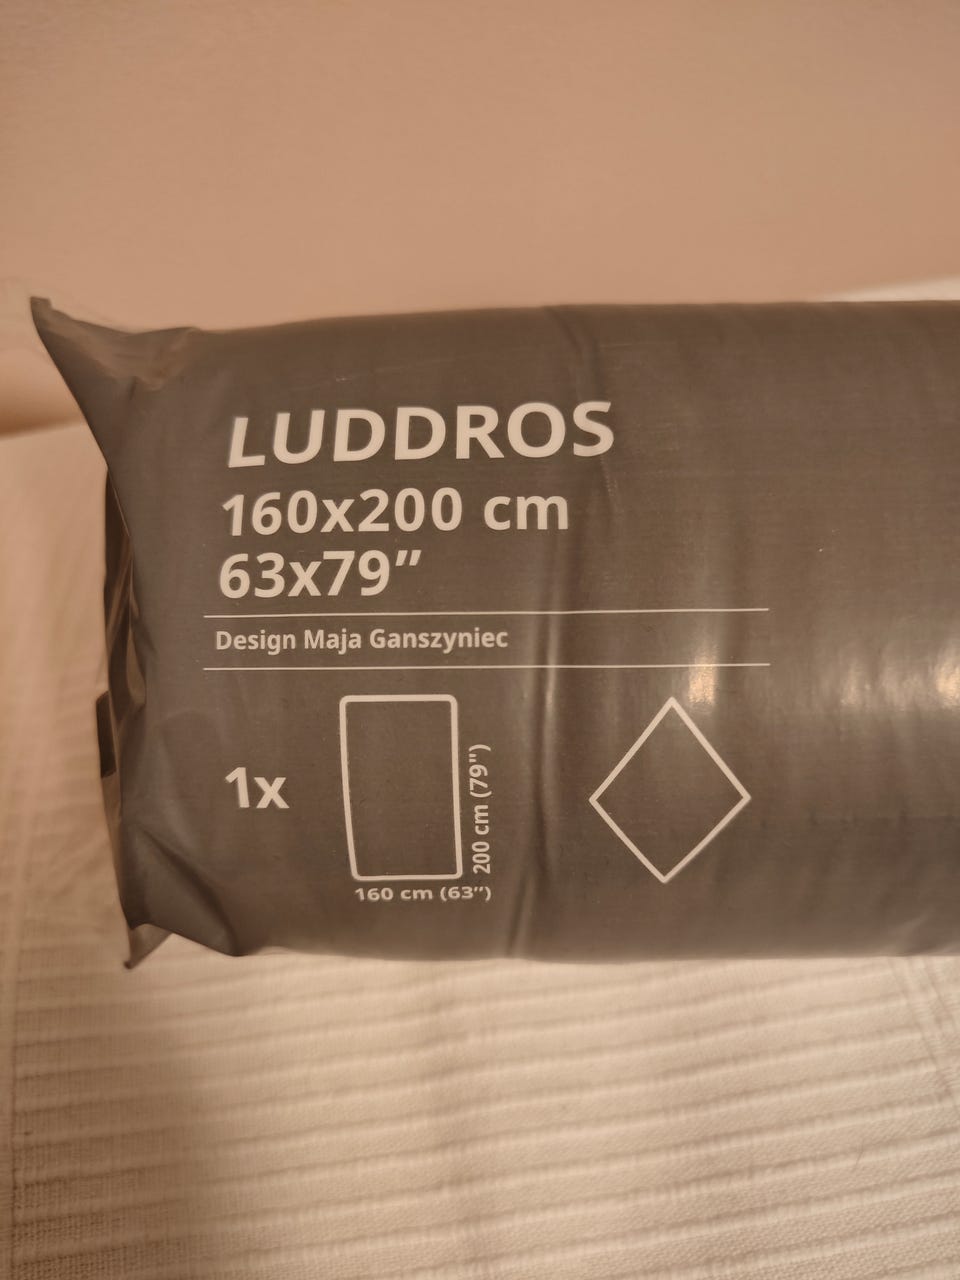 LUDDROS
160x200 cm
63x79”
Design Maja Ganszyniec
1x
200 cm (79")
160 cm (63”)